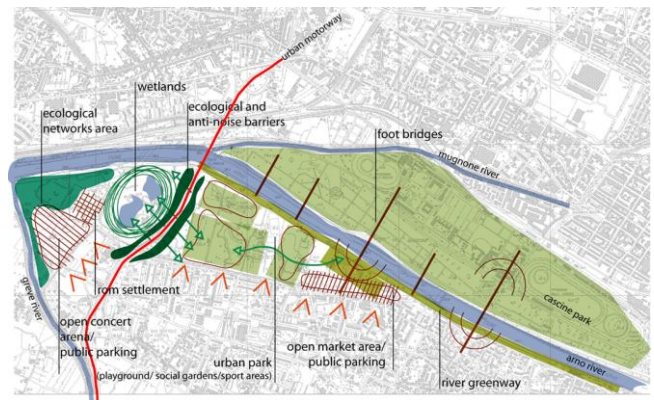 urban motorway
wetlands
ecological
networks area
ecological and
anti-noise barriers
foot bridges
mugnone river
greve river
rom settlement
open concert
arena/
public parking
cascine park
urban park
(playground/ social gardens/sport areas)
open market area/
public parking
arno river
river greenway